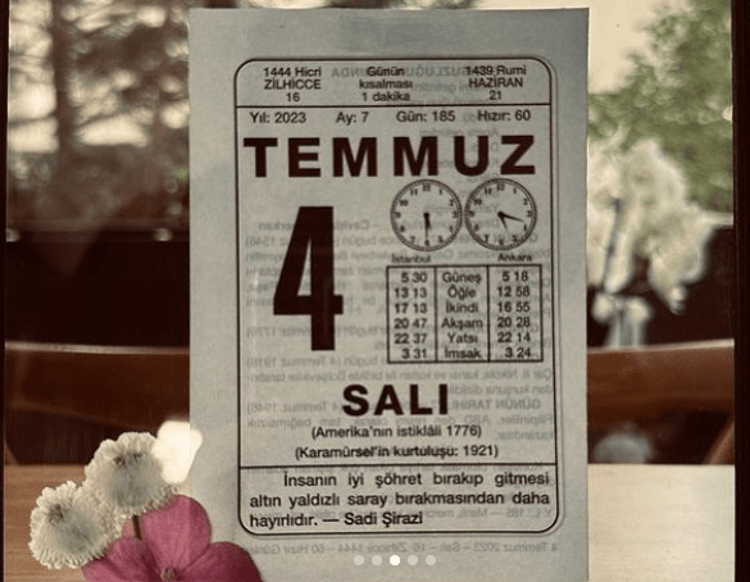 1444 Hicri Günün 1439 Rumi
ZİLHİCCE kısalması HAZİRAN
16 1 dakika 21
Yıl: 2023 Ay: 7 Gün: 185 Hızır: 60
TEMMUZ
4
İstanbul Ankara
5 30 Güneş 5 18
13 13 Öğle 12 58
17 13 İkindi 16 55
20 47 Akşam 20 28
22 37 Yatsı 22 14
3 31 İmsak 3 24
SALI
(Amerika'nın istiklâli 1776)
(Karamürsel'in kurtuluşu: 1921)
İnsanın iyi şöhret bırakıp gitmesi
altın yaldızlı saray bırakmasından daha
hayırlıdır. — Sadi Şirazi